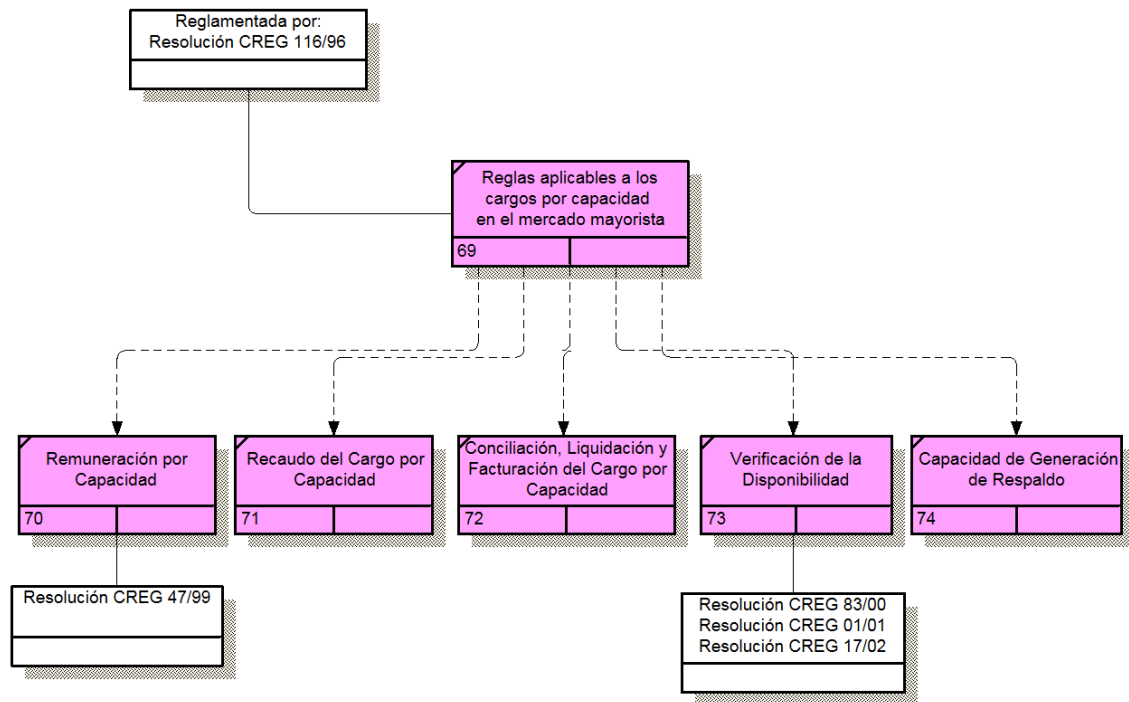 Reglamentada por:
Resolución CREG 116/96
Reglas aplicables a los
cargos por capacidad
en el mercado mayorista
69
Remuneración por
Capacidad
70
Recaudo del Cargo por
Capacidad
71
Conciliación, Liquidación y
Facturación del Cargo por
Capacidad
72
Verificación de la
Disponibilidad
73
Capacidad de Generación
de Respaldo
74
Resolución CREG 47/99
Resolución CREG 83/00
Resolución CREG 01/01
Resolución CREG 17/02